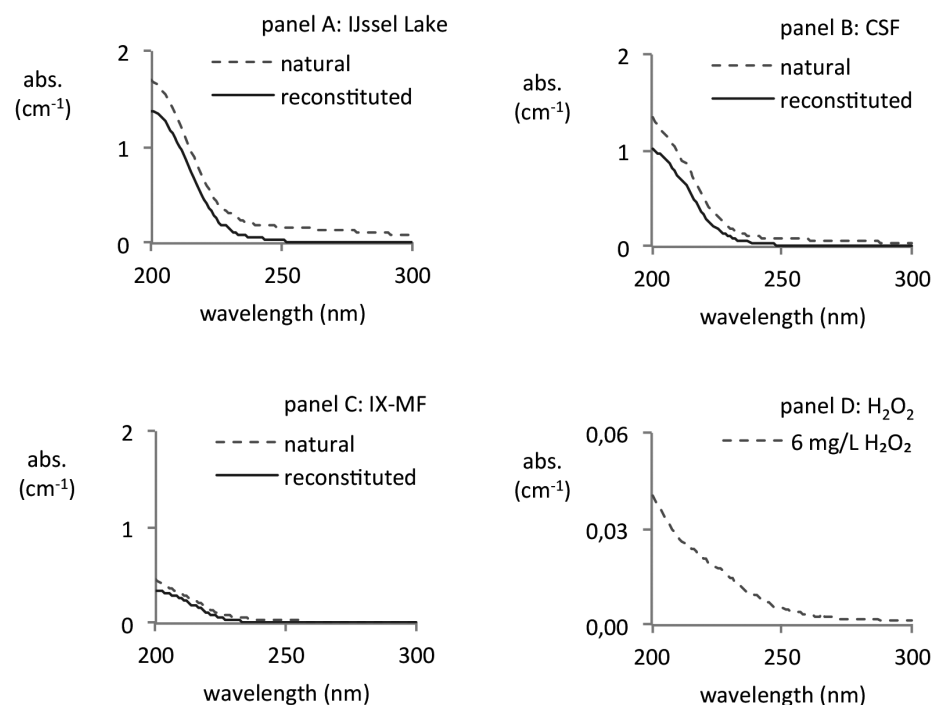 panel A: IJssel Lake
2
natural
abs.
(cm⁻¹)
reconstituted
1
0
200
250
300
wavelength (nm)
panel B: CSF
2
natural
abs.
(cm⁻¹)
reconstituted
1
0
200
250
300
wavelength (nm)
panel C: IX-MF
2
natural
abs.
(cm⁻¹)
reconstituted
1
0
200
250
300
wavelength (nm)
panel D: H₂O₂
0,06
6 mg/L H₂O₂
abs.
(cm⁻¹)
0,03
0,00
200
250
300
wavelength (nm)